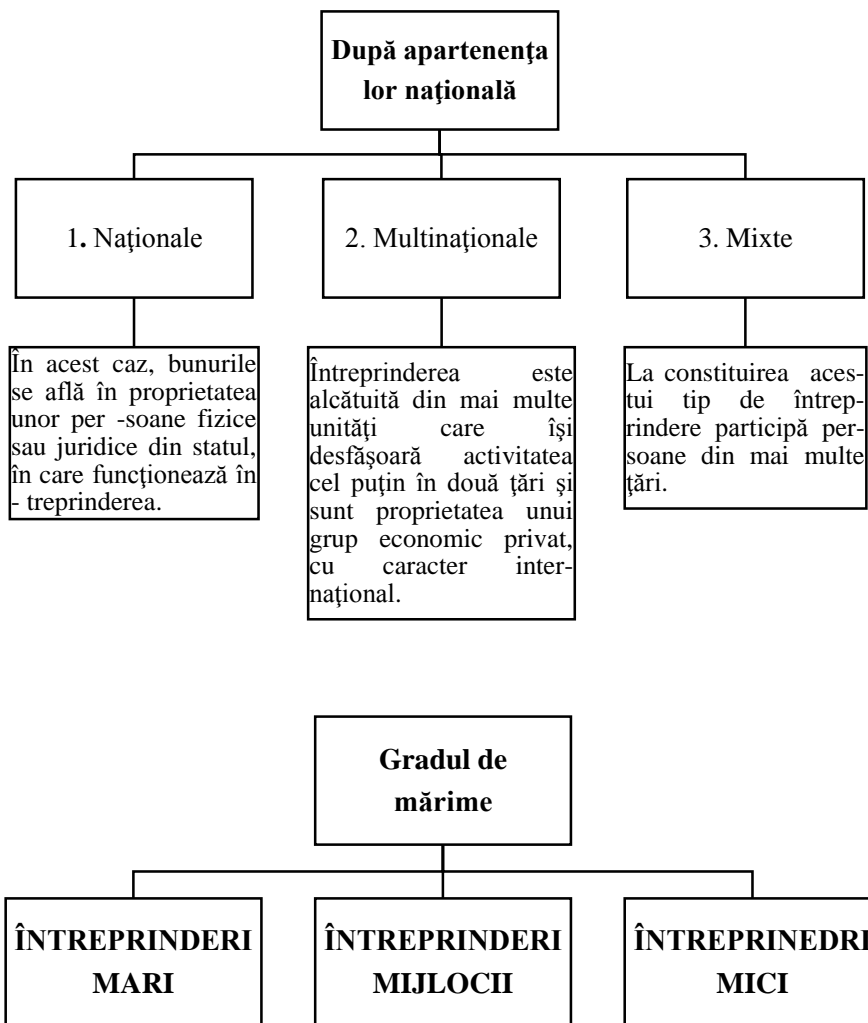 După apartenenţa
lor naţională
1. Naţionale
2. Multinaţionale
3. Mixte
În acest caz, bunurile
se află în proprietatea
unor per -soane fizice
sau juridice din statul,
în care funcţionează în
- treprinderea.
Întreprinderea este
alcătuită din mai multe
unităţi care îşi
desfăşoară activitatea
cel puţin în două ţări şi
sunt proprietatea unui
grup economic privat,
cu caracter inter-
naţional.
La constituirea aces-
tui tip de întrep-
rindere participă per-
soane din mai multe
ţări.
Gradul de
mărime
ÎNTREPRINDERI
MARI
ÎNTREPRINDERI
MIJLOCII
ÎNTREPRINEDRI
MICI